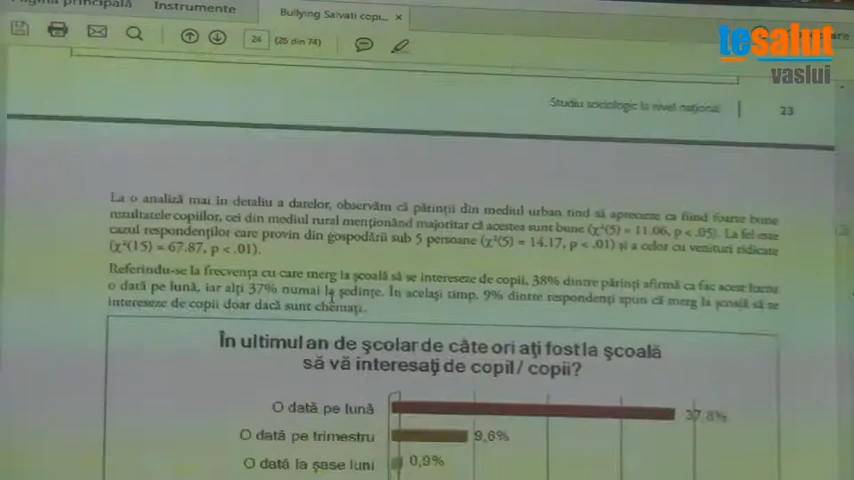 Instrumente
Bullying Salvati copi... ×
24 (26 din 74)
tesalut
vaslui
Studiu sociologic la nivel național | 23
La o analiză mai în detaliu a datelor, observăm că părinții din mediul urban tind să aprecieze ca fiind foarte bune
rezultatele copiilor, cei din mediul rural menționând majoritar că acestea sunt bune (χ²(5) = 11.06, p < .05). La fel este
cazul respondenților care provin din gospodării sub 5 persoane (χ²(5) = 14.17, p < .01) și a celor cu venituri ridicate
(χ²(15) = 67.87, p < .01).
Referindu-se la frecvența cu care merg la școală să se intereseze de copii, 38% dintre părinți afirmă că fac acest lucru
o dată pe lună, iar alți 37% numai la ședințe. În același timp, 9% dintre respondenți spun că merg la școală să se
intereseze de copii doar dacă sunt chemați.
În ultimul an de şcolar de câte ori aţi fost la şcoală
să vă interesaţi de copil / copii?
O dată pe lună 37,8%
O dată pe trimestru 9,6%
O dată la şase luni 0,9%